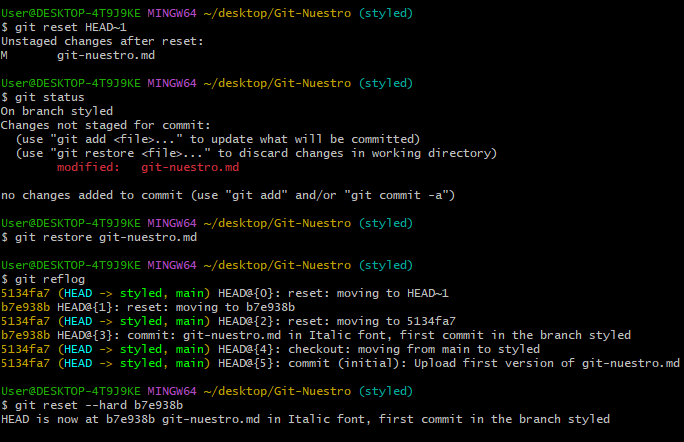 User@DESKTOP-4T9J9KE MINGW64 ~/desktop/Git-Nuestro (styled)
$ git reset HEAD~1
Unstaged changes after reset:
M       git-nuestro.md

User@DESKTOP-4T9J9KE MINGW64 ~/desktop/Git-Nuestro (styled)
$ git status
On branch styled
Changes not staged for commit:
  (use "git add <file>..." to update what will be committed)
  (use "git restore <file>..." to discard changes in working directory)
        modified:   git-nuestro.md

no changes added to commit (use "git add" and/or "git commit -a")

User@DESKTOP-4T9J9KE MINGW64 ~/desktop/Git-Nuestro (styled)
$ git restore git-nuestro.md

User@DESKTOP-4T9J9KE MINGW64 ~/desktop/Git-Nuestro (styled)
$ git reflog
5134fa7 (HEAD -> styled, main) HEAD@{0}: reset: moving to HEAD~1
b7e938b HEAD@{1}: reset: moving to b7e938b
5134fa7 (HEAD -> styled, main) HEAD@{2}: reset: moving to 5134fa7
b7e938b HEAD@{3}: commit: git-nuestro.md in Italic font, first commit in the branch styled
5134fa7 (HEAD -> styled, main) HEAD@{4}: checkout: moving from main to styled
5134fa7 (HEAD -> styled, main) HEAD@{5}: commit (initial): Upload first version of git-nuestro.md

User@DESKTOP-4T9J9KE MINGW64 ~/desktop/Git-Nuestro (styled)
$ git reset --hard b7e938b
HEAD is now at b7e938b git-nuestro.md in Italic font, first commit in the branch styled